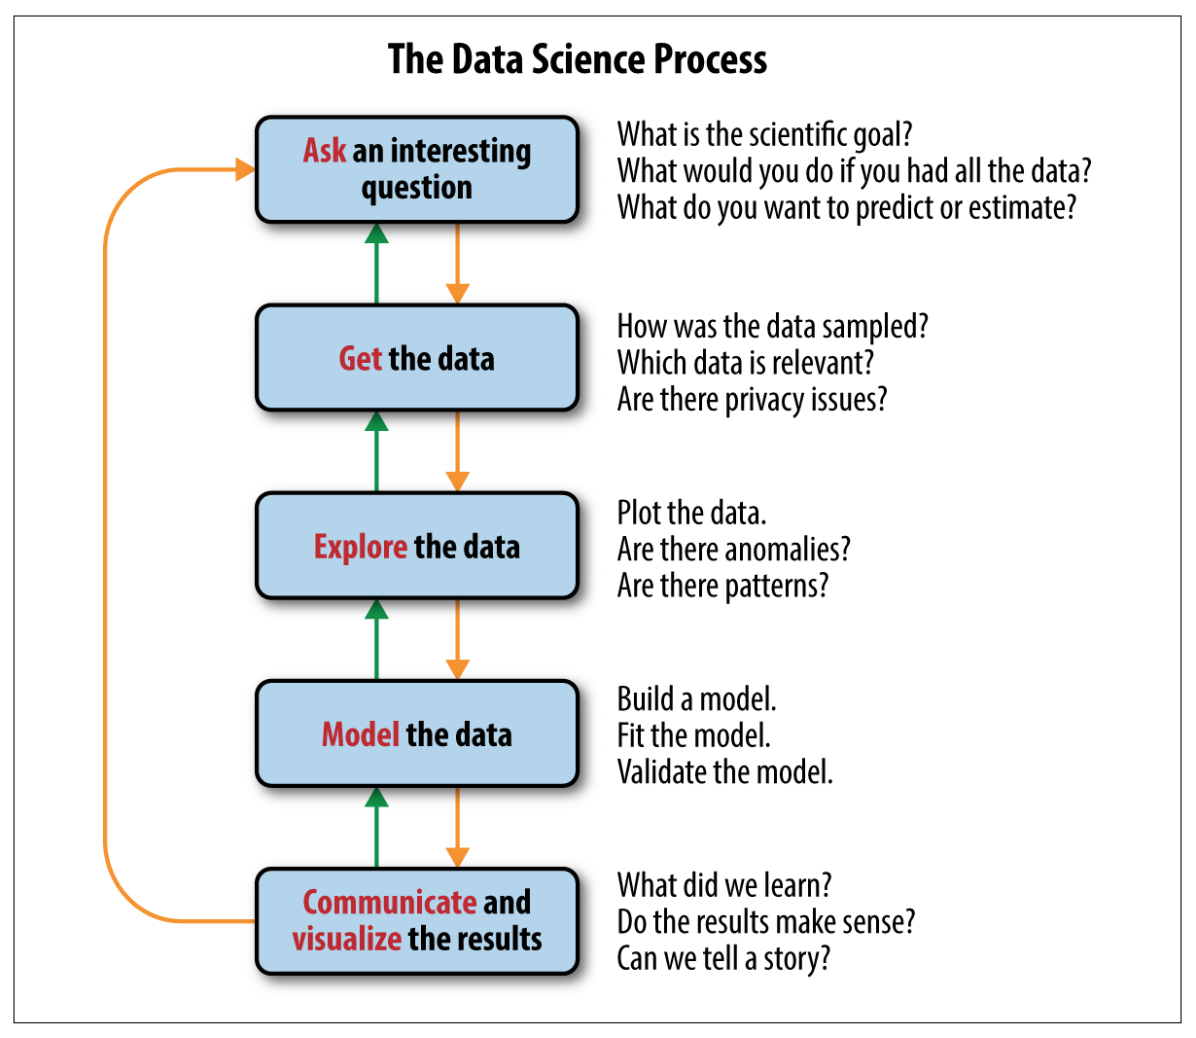 The Data Science Process
Ask an interesting
question
What is the scientific goal?
What would you do if you had all the data?
What do you want to predict or estimate?
Get the data
How was the data sampled?
Which data is relevant?
Are there privacy issues?
Explore the data
Plot the data.
Are there anomalies?
Are there patterns?
Model the data
Build a model.
Fit the model.
Validate the model.
Communicate and
visualize the results
What did we learn?
Do the results make sense?
Can we tell a story?